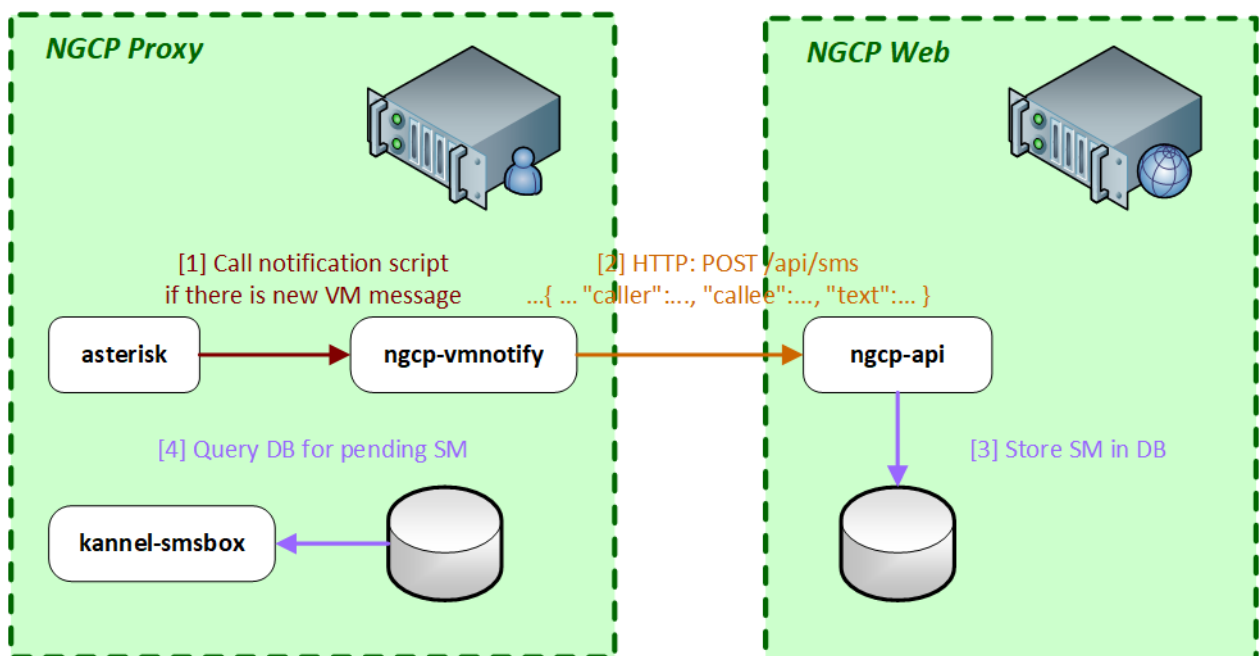 NGCP Proxy
NGCP Web
[1] Call notification script
if there is new VM message
[2] HTTP: POST /api/sms
...{ ... "caller":..., "callee":..., "text":... }
asterisk
ngcp-vmnotify
ngcp-api
[4] Query DB for pending SM
[3] Store SM in DB
kannel-smsbox